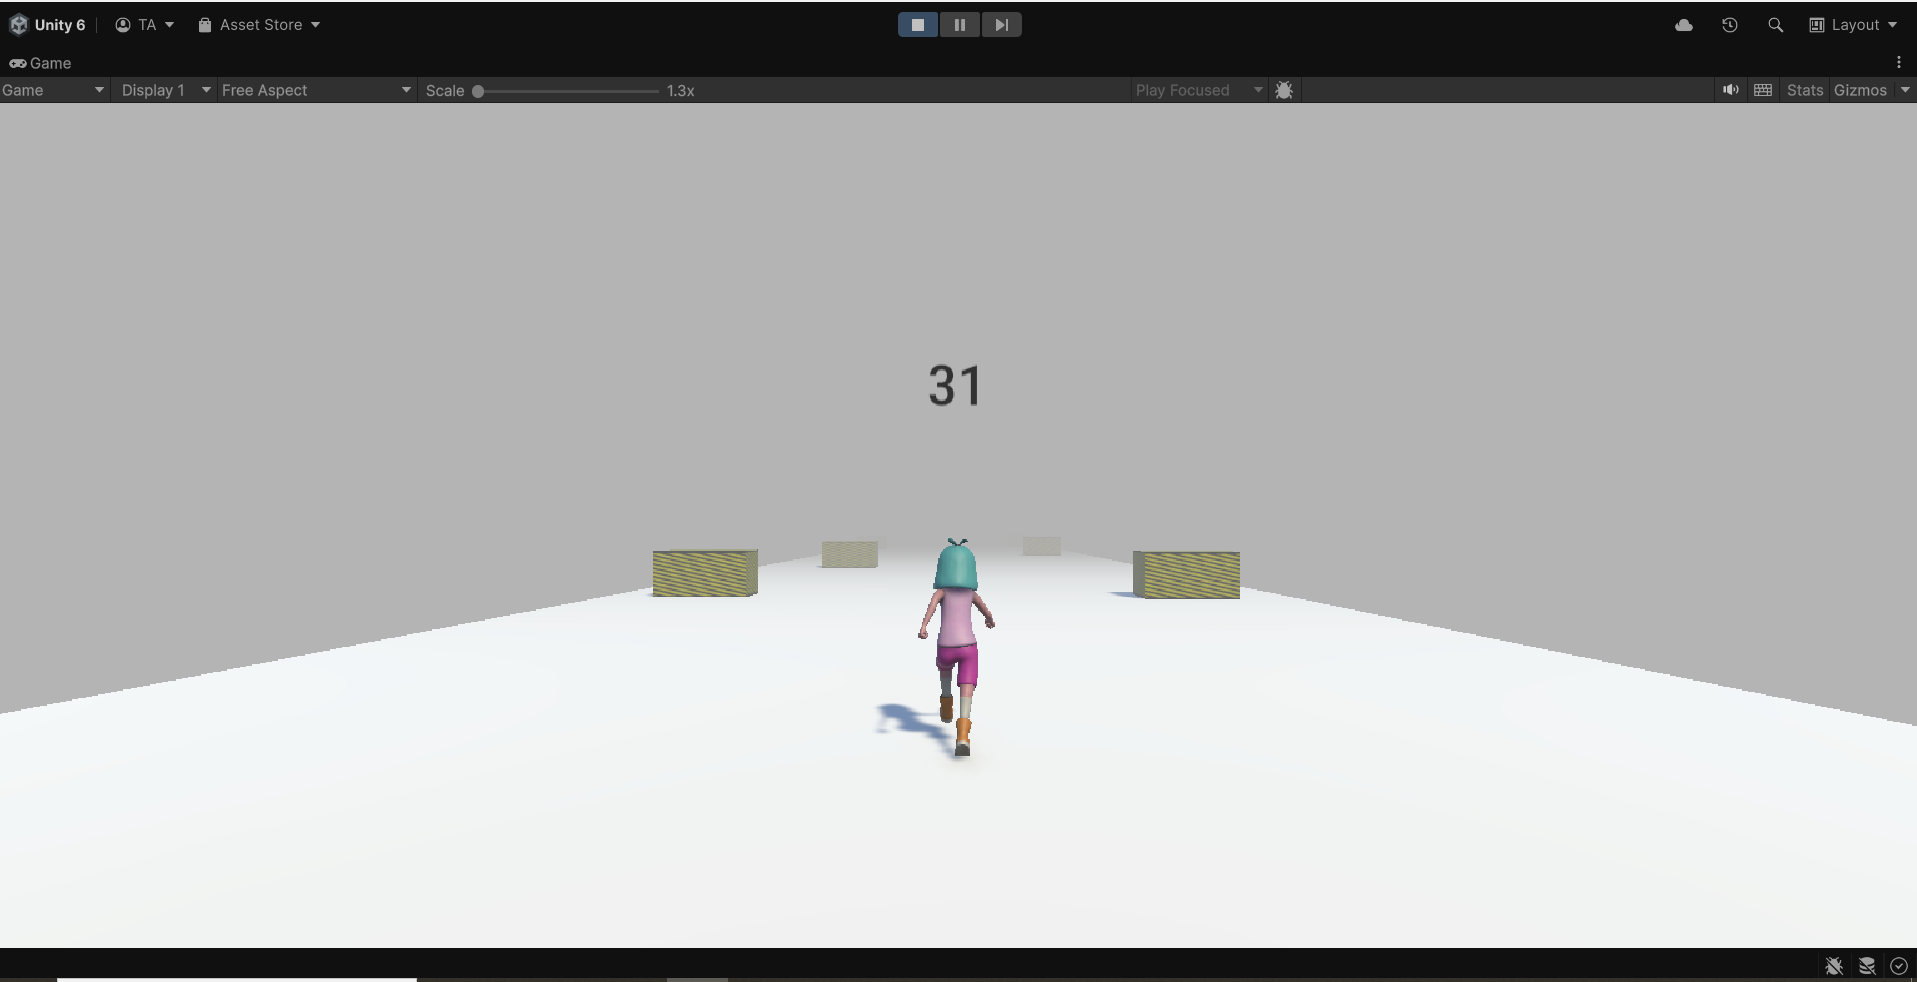 Unity 6 TA Asset Store Layout
Game
Game Display 1 Free Aspect Scale 1.3x Play Focused Stats Gizmos
31